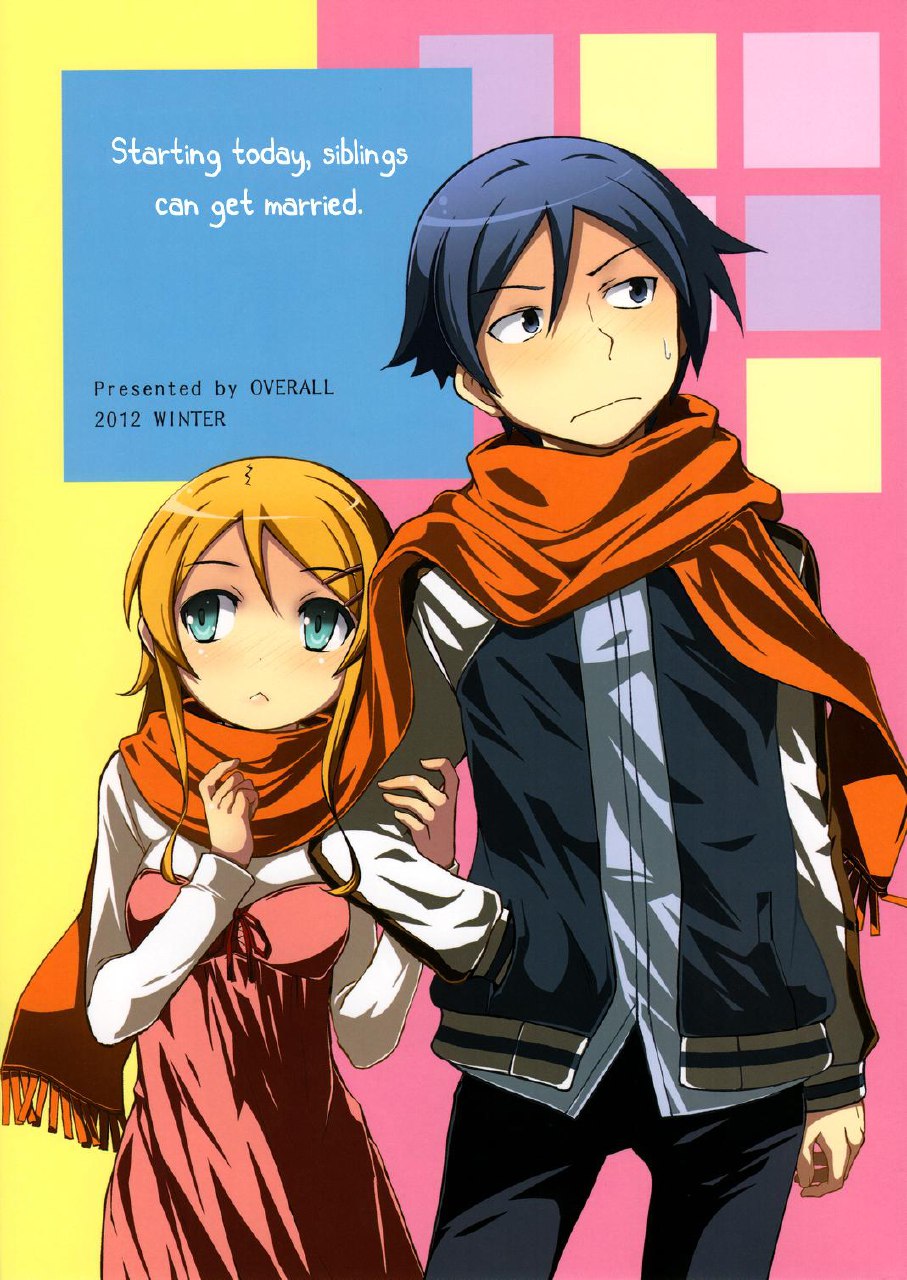 Starting today, siblings
can get married.
Presented by OVERALL
2012 WINTER